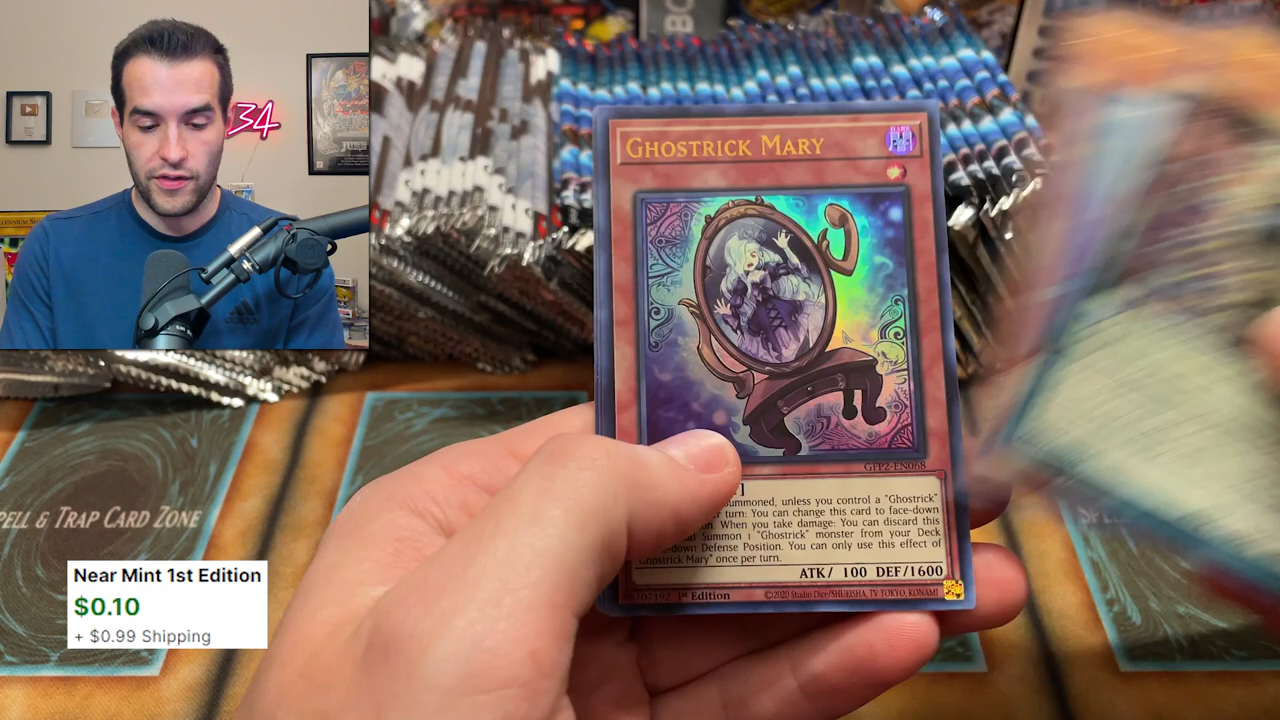 34
GHOSTRICK MARY
DARK
GFP2-EN068
]
summoned, unless you control a "Ghostrick"
r turn: You can change this card to face-down
on. When you take damage: You can discard this
al Summon 1 "Ghostrick" monster from your Deck
-down Defense Position. You can only use this effect of
"Ghostrick Mary" once per turn.
ATK/ 100 DEF/1600
1st Edition
©2020 Studio Dice/SHUEISHA, TV TOKYO, KONAMI
PELL & TRAP CARD ZONE
Near Mint 1st Edition
$0.10
+ $0.99 Shipping